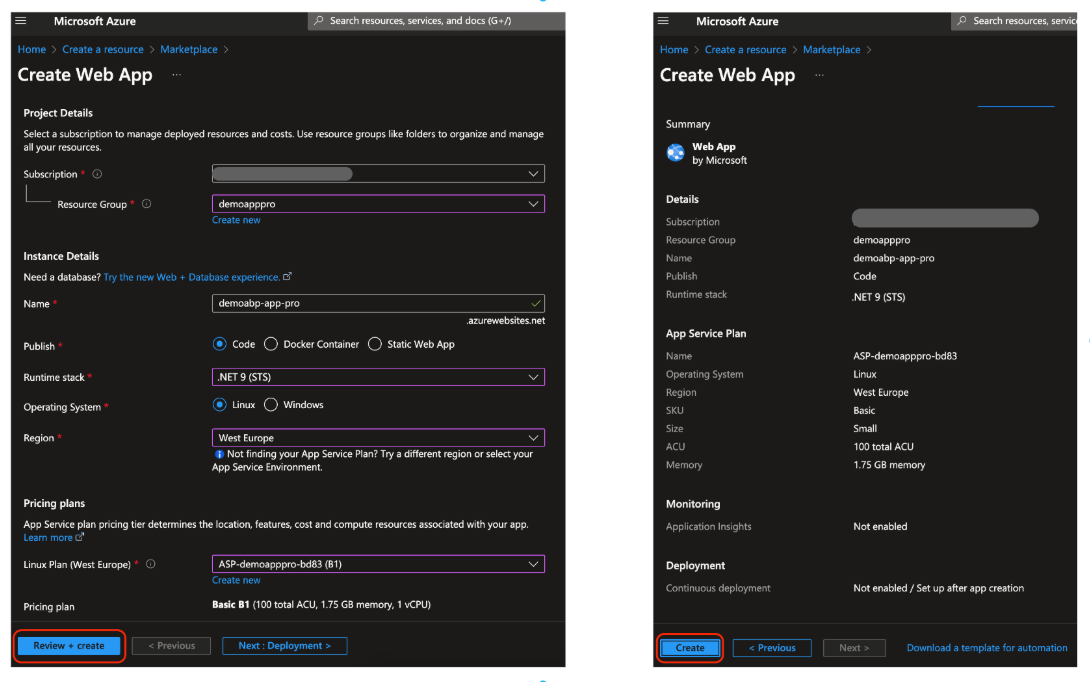 Microsoft Azure
Search resources, services, and docs (G+/)
Home > Create a resource > Marketplace >
Create Web App ...
Project Details
Select a subscription to manage deployed resources and costs. Use resource groups like folders to organize and manage
all your resources.
Subscription *
Resource Group *
demoapppro
Create new
Instance Details
Need a database? Try the new Web + Database experience.
Name *
demoabp-app-pro
.azurewebsites.net
Publish *
Code
Docker Container
Static Web App
Runtime stack *
.NET 9 (STS)
Operating System *
Linux
Windows
Region *
West Europe
Not finding your App Service Plan? Try a different region or select your
App Service Environment.
Pricing plans
App Service plan pricing tier determines the location, features, cost and compute resources associated with your app.
Learn more
Linux Plan (West Europe) *
ASP-demoapppro-bd83 (B1)
Create new
Pricing plan
Basic B1 (100 total ACU, 1.75 GB memory, 1 vCPU)
Review + create
< Previous
Next : Deployment >
Microsoft Azure
Search resources, servic
Home > Create a resource > Marketplace >
Create Web App ...
Summary
Web App
by Microsoft
Details
Subscription
Resource Group
demoapppro
Name
demoabp-app-pro
Publish
Code
Runtime stack
.NET 9 (STS)
App Service Plan
Name
ASP-demoapppro-bd83
Operating System
Linux
Region
West Europe
SKU
Basic
Size
Small
ACU
100 total ACU
Memory
1.75 GB memory
Monitoring
Application Insights
Not enabled
Deployment
Continuous deployment
Not enabled / Set up after app creation
Create
< Previous
Next >
Download a template for automation